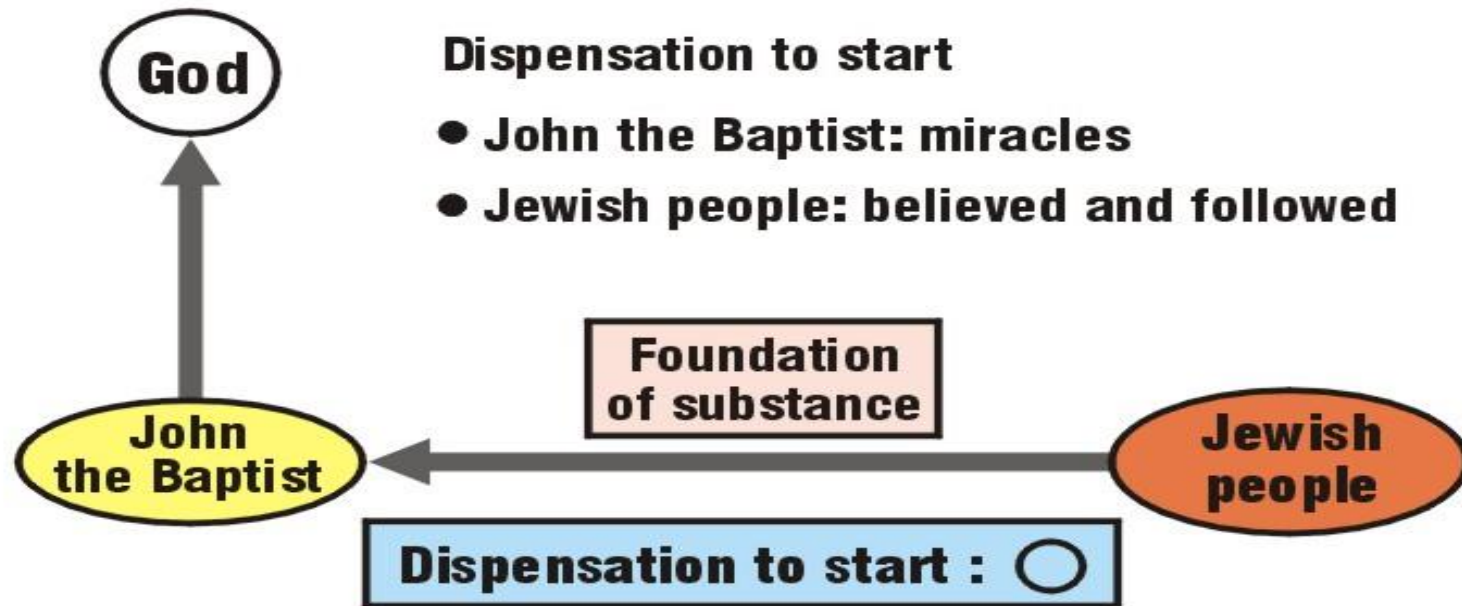 God
Dispensation to start
● John the Baptist: miracles
● Jewish people: believed and followed
Foundation
of substance
John
the Baptist
Jewish
people
Dispensation to start : ◯